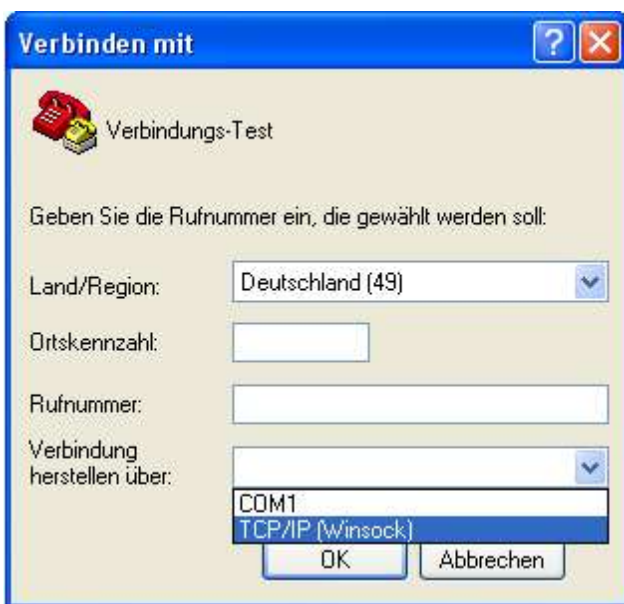 Verbinden mit
Verbindungs-Test
Geben Sie die Rufnummer ein, die gewählt werden soll:
Land/Region: Deutschland (49)
Ortskennzahl:
Rufnummer:
Verbindung
herstellen über:
COM1
TCP/IP (Winsock)
OK Abbrechen